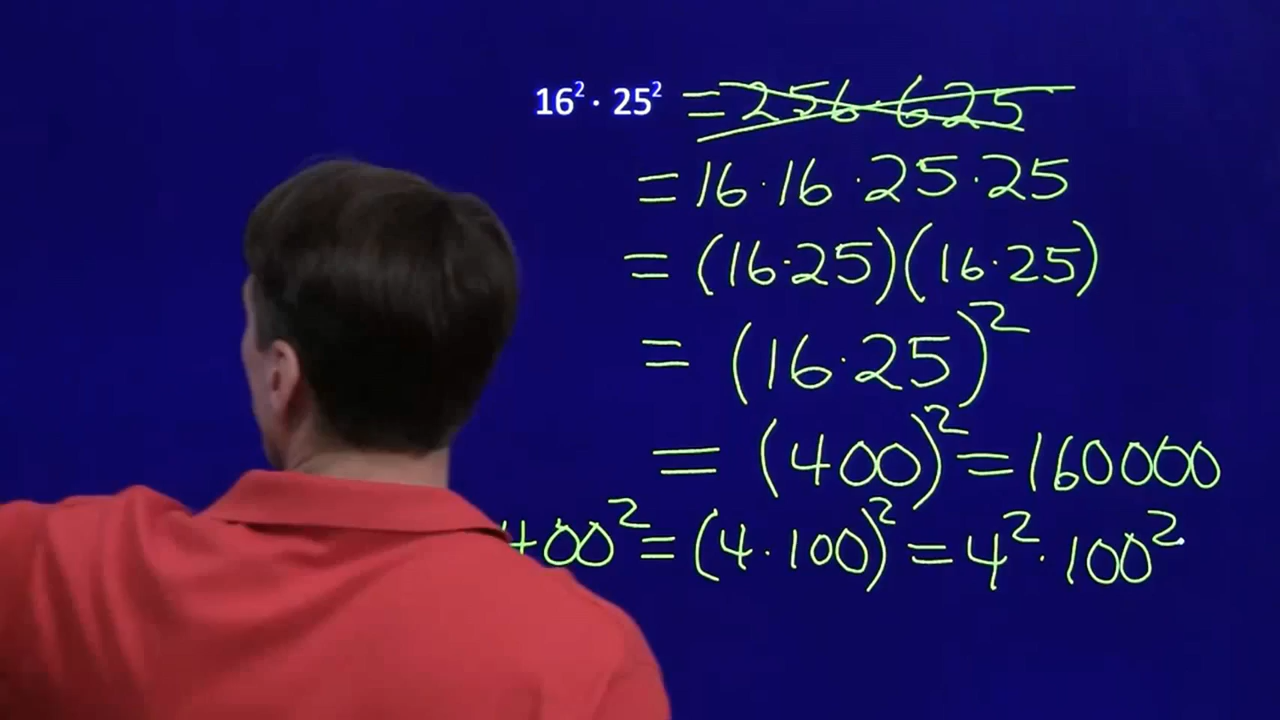 16² · 25² = 256 · 625
= 16 · 16 · 25 · 25
= (16 · 25)(16 · 25)
= (16 · 25)²
= (400)² = 160000
400² = (4 · 100)² = 4² · 100²